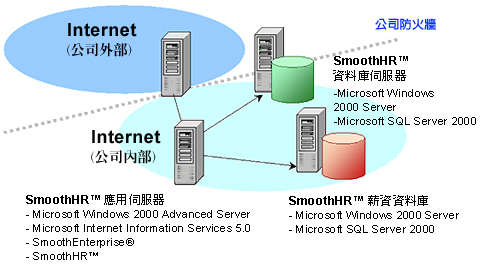 Internet
(公司外部)
公司防火牆
SmoothHR™
資料庫伺服器
-Microsoft Windows
2000 Server
-Microsoft SQL Server 2000
Internet
(公司內部)
SmoothHR™ 應用伺服器
- Microsoft Windows 2000 Advanced Server
- Microsoft Internet Information Services 5.0
- SmoothEnterprise®
- SmoothHR™
SmoothHR™ 薪資資料庫
- Microsoft Windows 2000 Server
- Microsoft SQL Server 2000